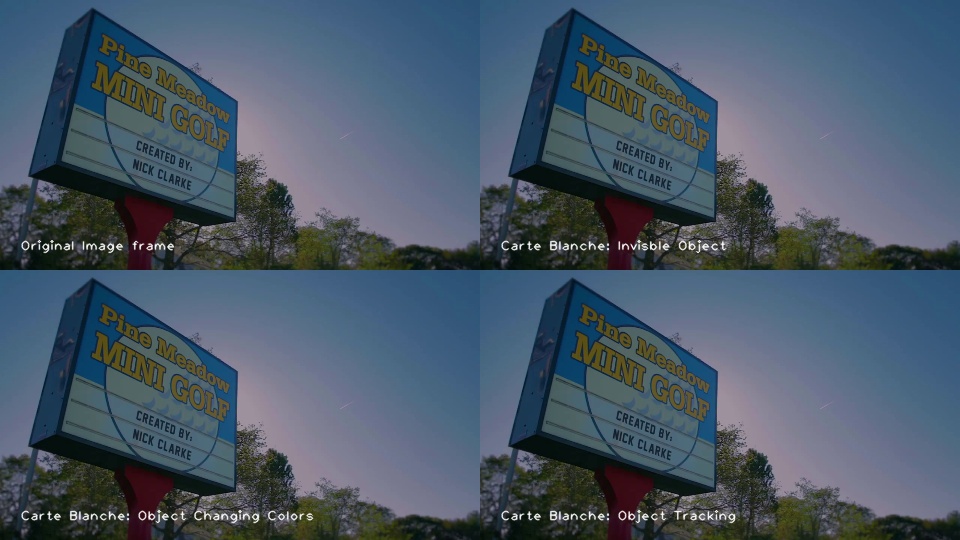 Pine Meadow
MINI GOLF
CREATED BY:
NICK CLARKE
Original Image frame
Pine Meadow
MINI GOLF
CREATED BY:
NICK CLARKE
Carte Blanche: Invisble Object
Pine Meadow
MINI GOLF
CREATED BY:
NICK CLARKE
Carte Blanche: Object Changing Colors
Pine Meadow
MINI GOLF
CREATED BY:
NICK CLARKE
Carte Blanche: Object Tracking